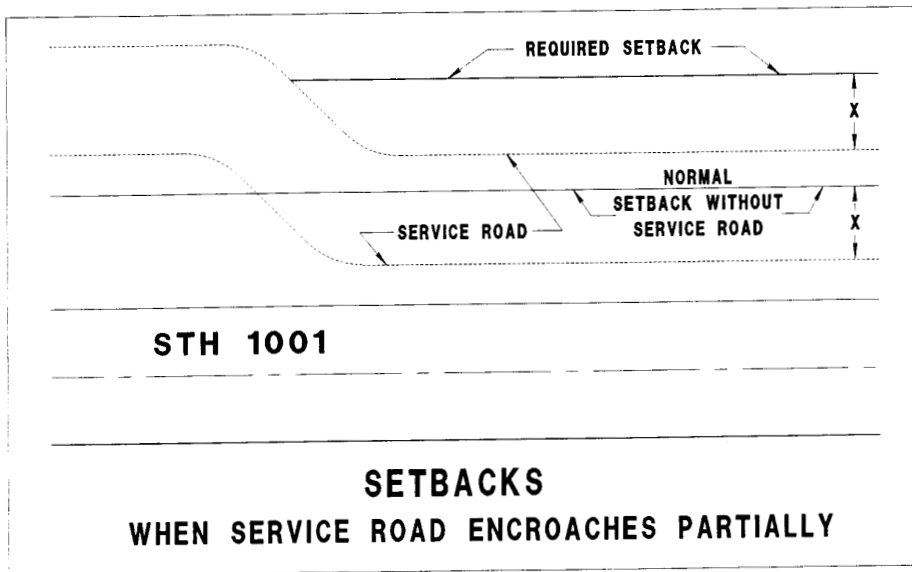 REQUIRED SETBACK
X
NORMAL
SETBACK WITHOUT
SERVICE ROAD
X
SERVICE ROAD
STH 1001
SETBACKS
WHEN SERVICE ROAD ENCROACHES PARTIALLY